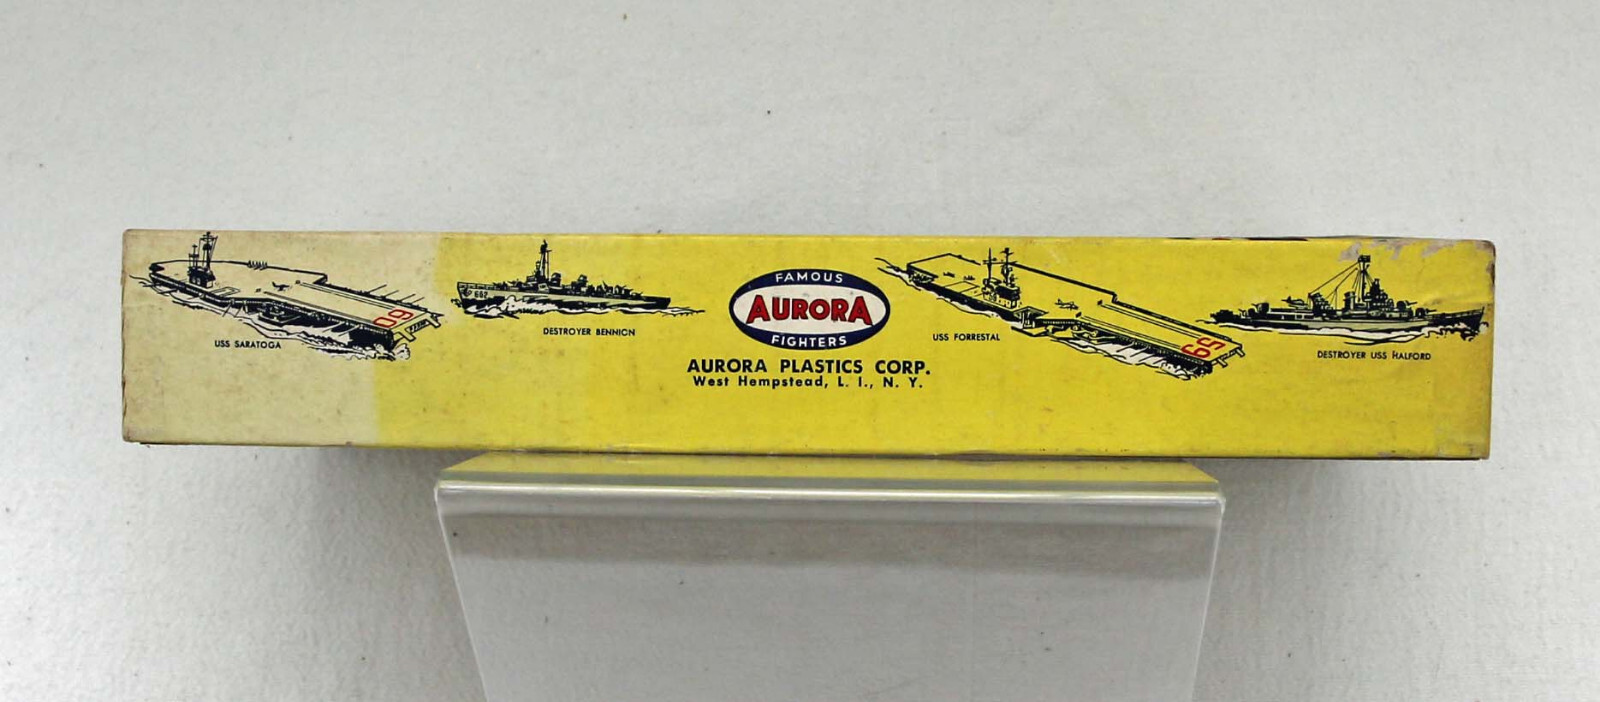 60
USS SARATOGA
662
DESTROYER BENNION
FAMOUS
AURORA
FIGHTERS
AURORA PLASTICS CORP.
West Hempstead, L. I., N. Y.
USS FORRESTAL
59
DESTROYER USS HALFORD